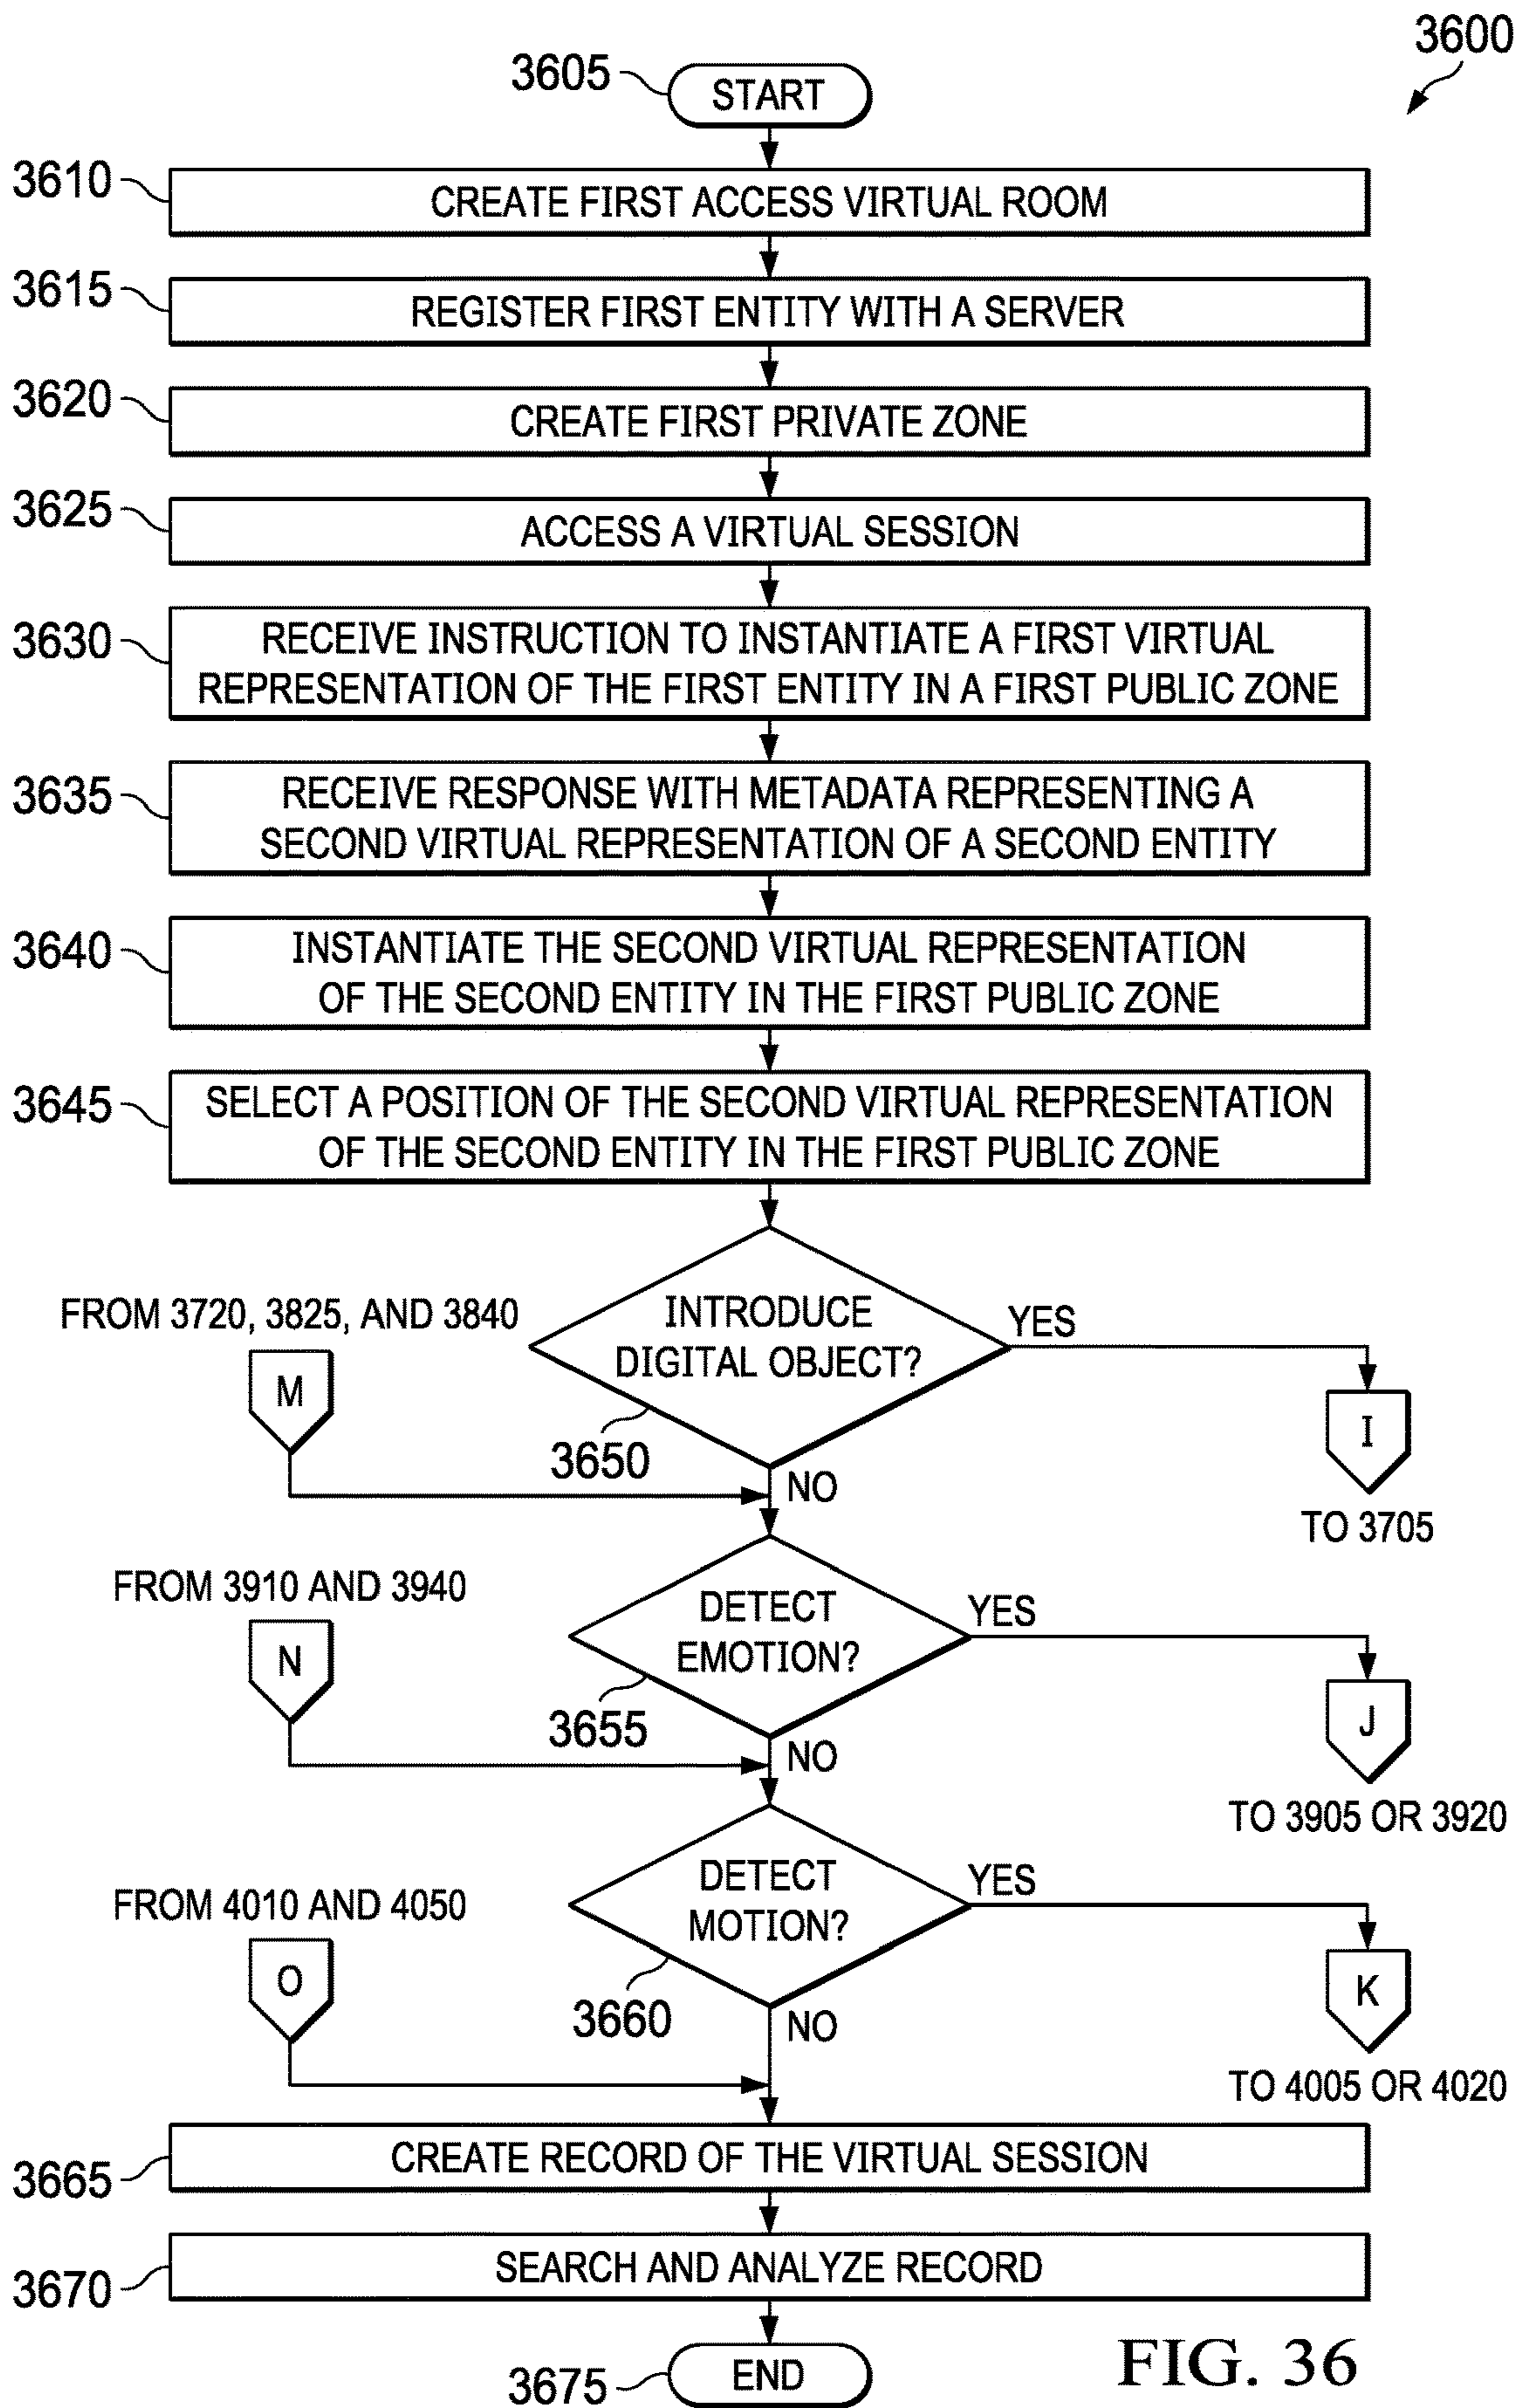 3600
3605
START
3610
CREATE FIRST ACCESS VIRTUAL ROOM
3615
REGISTER FIRST ENTITY WITH A SERVER
3620
CREATE FIRST PRIVATE ZONE
3625
ACCESS A VIRTUAL SESSION
3630
RECEIVE INSTRUCTION TO INSTANTIATE A FIRST VIRTUAL
REPRESENTATION OF THE FIRST ENTITY IN A FIRST PUBLIC ZONE
3635
RECEIVE RESPONSE WITH METADATA REPRESENTING A
SECOND VIRTUAL REPRESENTATION OF A SECOND ENTITY
3640
INSTANTIATE THE SECOND VIRTUAL REPRESENTATION
OF THE SECOND ENTITY IN THE FIRST PUBLIC ZONE
3645
SELECT A POSITION OF THE SECOND VIRTUAL REPRESENTATION
OF THE SECOND ENTITY IN THE FIRST PUBLIC ZONE
FROM 3720, 3825, AND 3840
M
INTRODUCE
DIGITAL OBJECT?
3650
YES
I
TO 3705
NO
FROM 3910 AND 3940
N
DETECT
EMOTION?
3655
YES
J
TO 3905 OR 3920
NO
FROM 4010 AND 4050
O
DETECT
MOTION?
3660
YES
K
TO 4005 OR 4020
NO
3665
CREATE RECORD OF THE VIRTUAL SESSION
3670
SEARCH AND ANALYZE RECORD
3675
END
FIG. 36